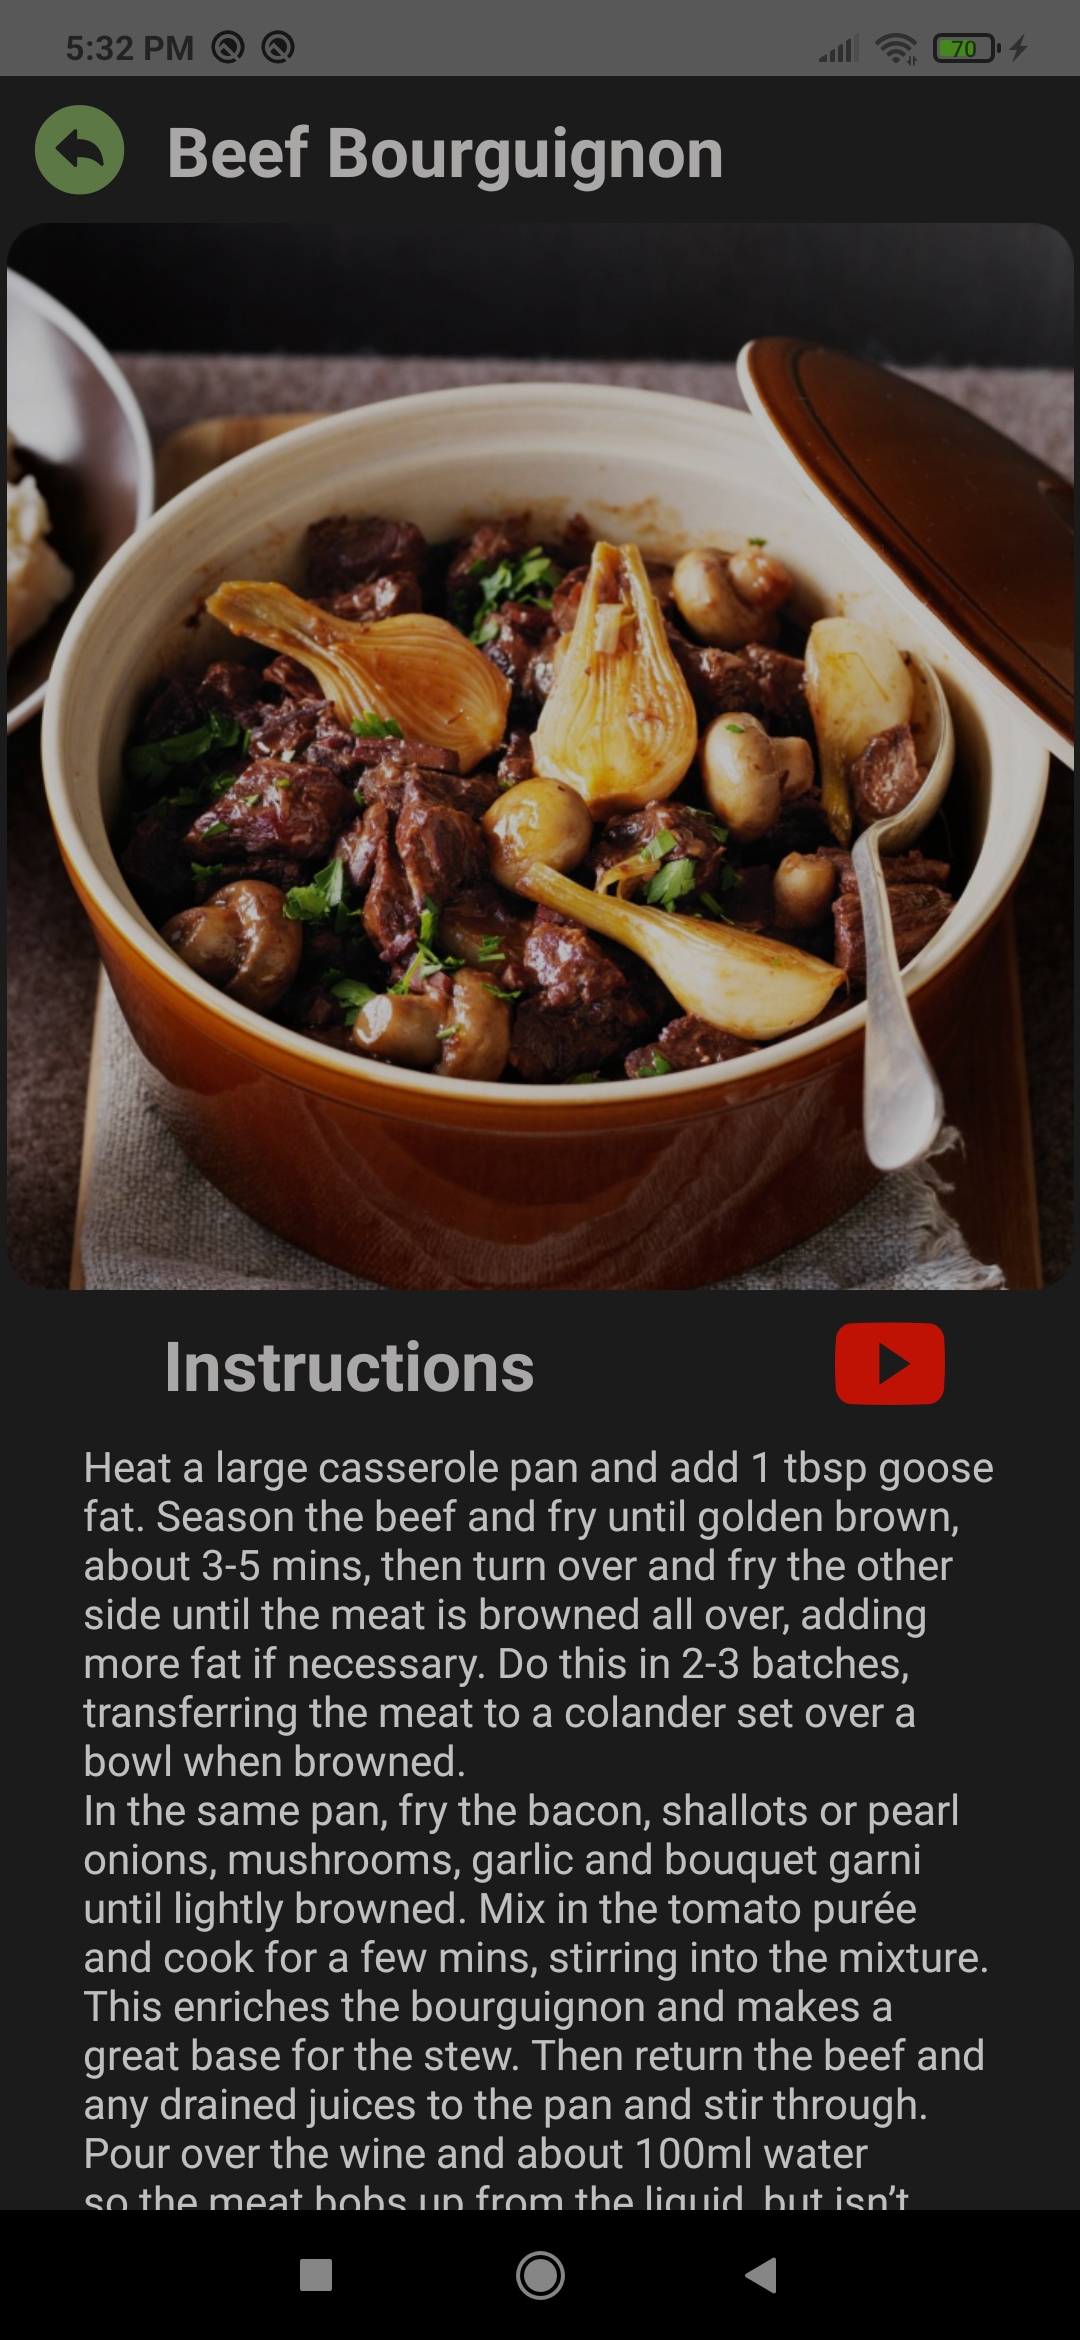 5:32 PM
70
Beef Bourguignon
Instructions
Heat a large casserole pan and add 1 tbsp goose
fat. Season the beef and fry until golden brown,
about 3-5 mins, then turn over and fry the other
side until the meat is browned all over, adding
more fat if necessary. Do this in 2-3 batches,
transferring the meat to a colander set over a
bowl when browned.
In the same pan, fry the bacon, shallots or pearl
onions, mushrooms, garlic and bouquet garni
until lightly browned. Mix in the tomato purée
and cook for a few mins, stirring into the mixture.
This enriches the bourguignon and makes a
great base for the stew. Then return the beef and
any drained juices to the pan and stir through.
Pour over the wine and about 100ml water
so the meat bobs up from the liquid, but isn’t